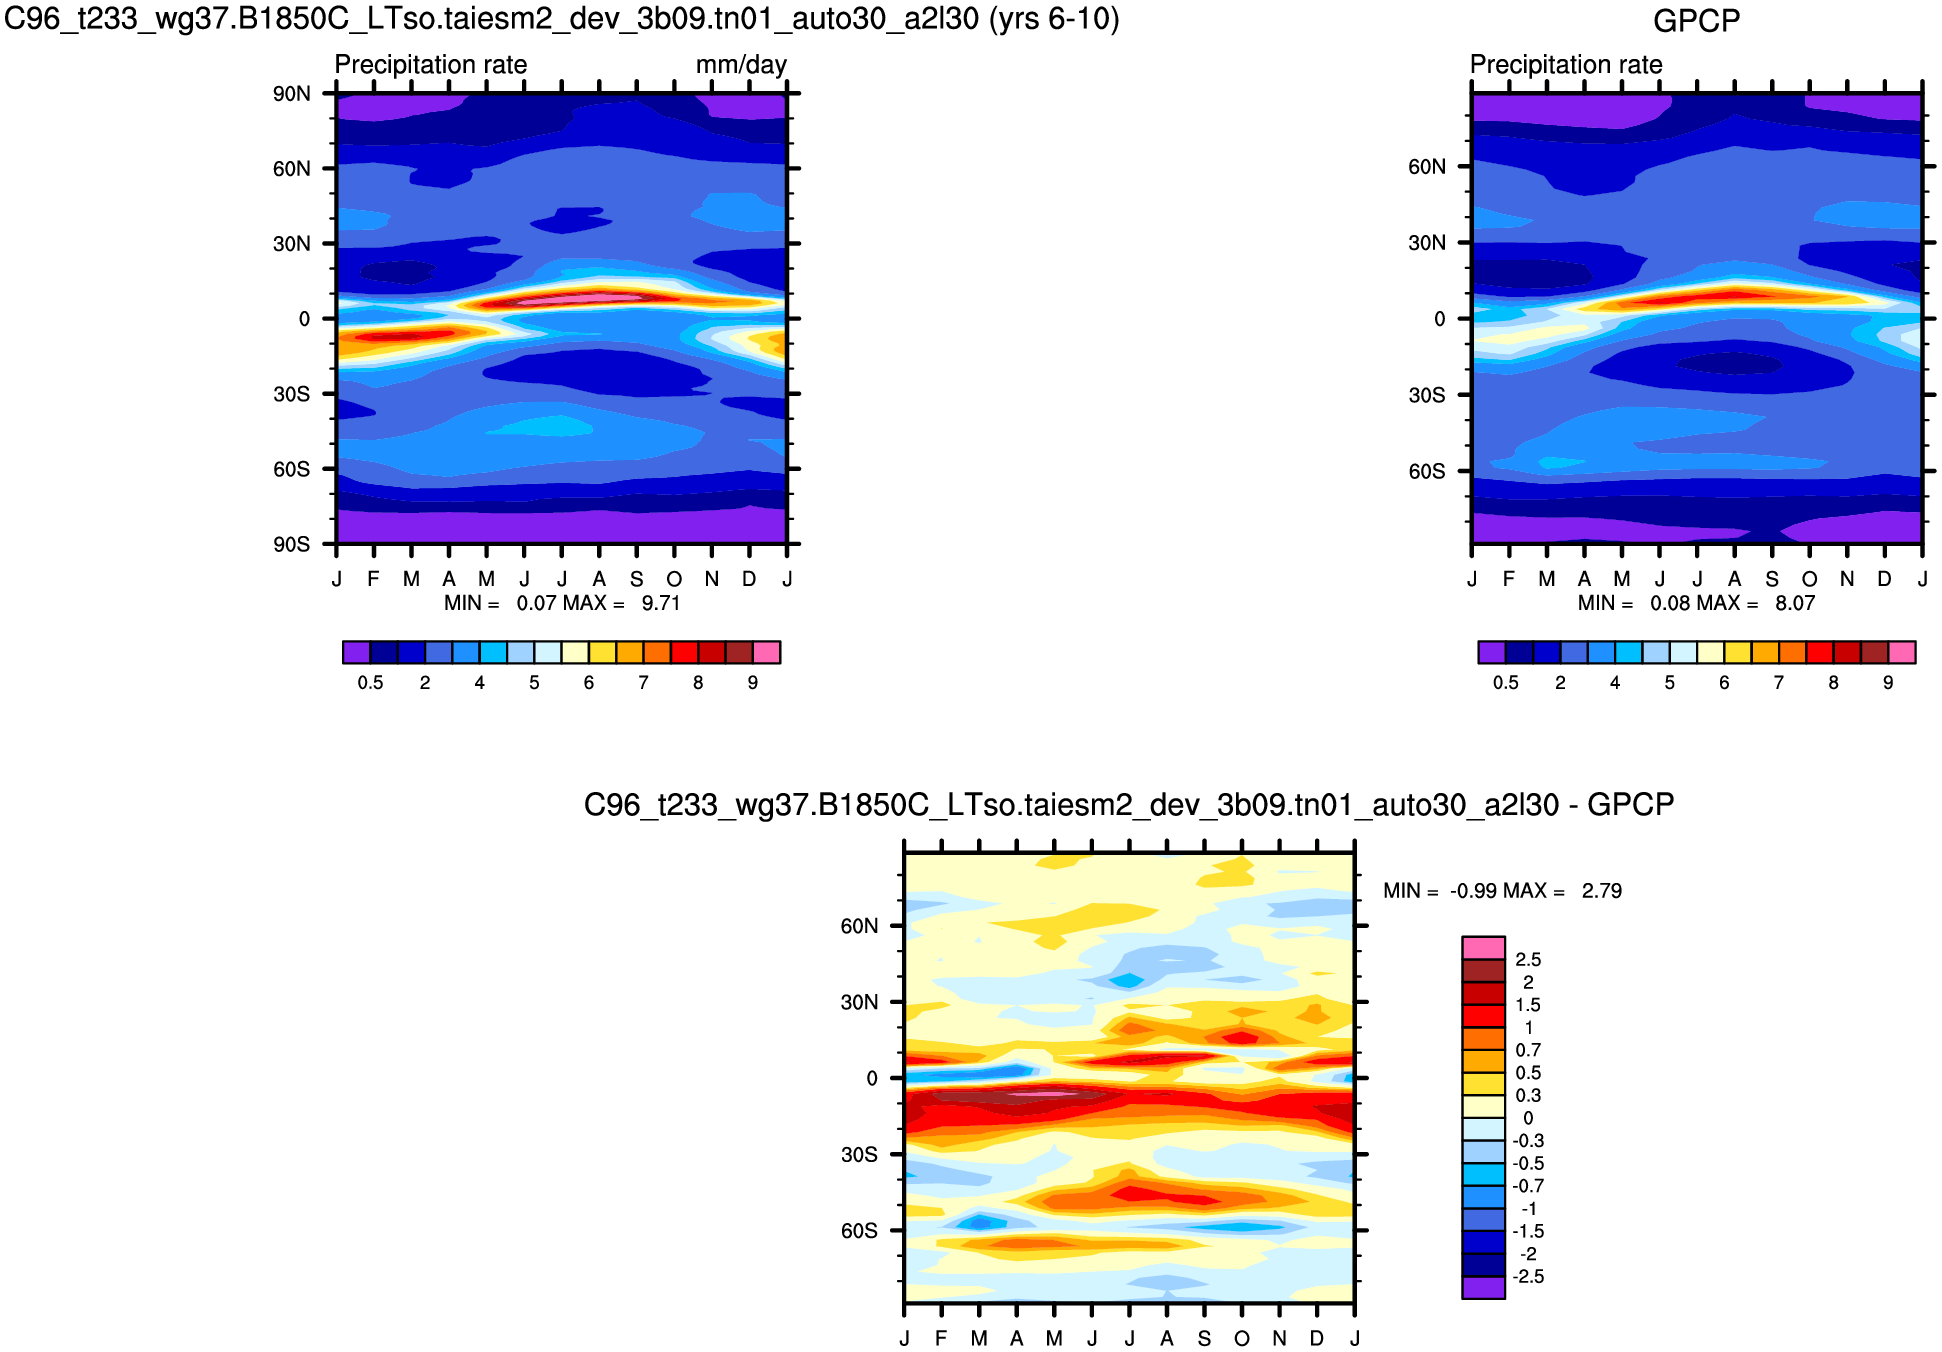 C96_t233_wg37.B1850C_LTso.taiesm2_dev_3b09.tn01_auto30_a2l30 (yrs 6-10)
GPCP
Precipitation rate mm/day
Precipitation rate
90N
60N
30N
0
30S
60S
90S
J F M A M J J A S O N D J
MIN = 0.07 MAX = 9.71
0.5 2 4 5 6 7 8 9
60N
30N
0
30S
60S
J F M A M J J A S O N D J
MIN = 0.08 MAX = 8.07
0.5 2 4 5 6 7 8 9
C96_t233_wg37.B1850C_LTso.taiesm2_dev_3b09.tn01_auto30_a2l30 - GPCP
MIN = -0.99 MAX = 2.79
60N
30N
0
30S
60S
J F M A M J J A S O N D J
2.5
2
1.5
1
0.7
0.5
0.3
0
-0.3
-0.5
-0.7
-1
-1.5
-2
-2.5